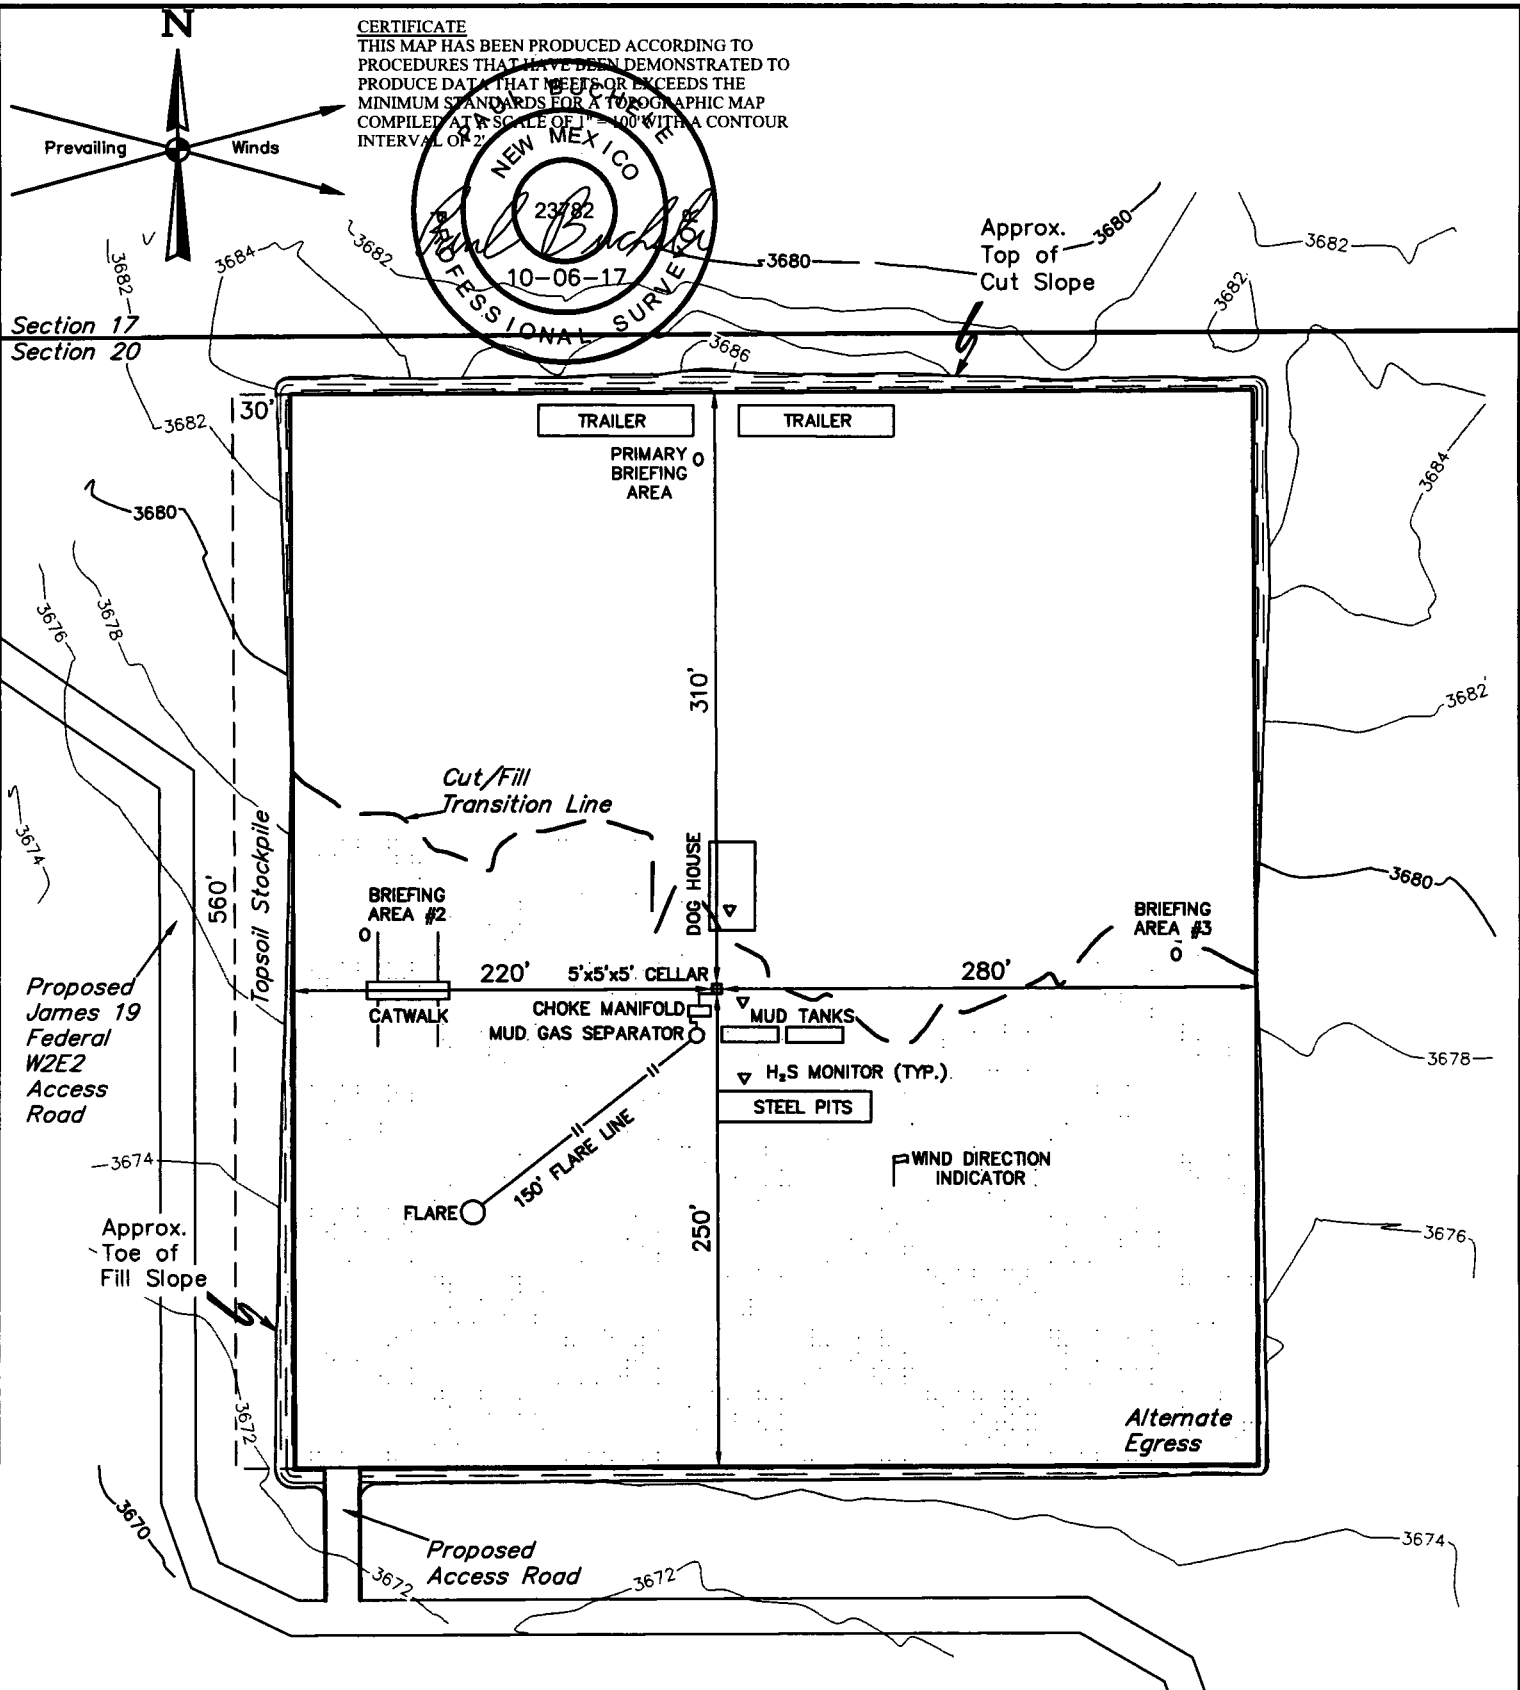 N
CERTIFICATE
THIS MAP HAS BEEN PRODUCED ACCORDING TO
PROCEDURES THAT HAVE BEEN DEMONSTRATED TO
PRODUCE DATA THAT MEETS OR EXCEEDS THE
MINIMUM STANDARDS FOR A TOPOGRAPHIC MAP
COMPILED AT A SCALE OF 1" = 100' WITH A CONTOUR
INTERVAL OF 2'.
Prevailing Winds
PAUL BUCHELE
NEW MEXICO
23782
Paul Buchele
10-06-17
PROFESSIONAL SURVEYOR
Approx.
Top of
Cut Slope
3680
3682
3682
3684
3682
3680
3682
Section 17
Section 20
3686
30'
TRAILER
TRAILER
PRIMARY
BRIEFING
AREA
O
3682
3684
3680
3678
3676
3682
310'
Cut/Fill
Transition Line
3674
560'
Topsoil Stockpile
DOG HOUSE
3680
BRIEFING
AREA #2
O
BRIEFING
AREA #3
O
220'
5'x5'x5' CELLAR
280'
CATWALK
CHOKE MANIFOLD
MUD GAS SEPARATOR
MUD TANKS
Proposed
James 19
Federal
W2E2
Access
Road
3678
H₂S MONITOR (TYP.)
STEEL PITS
150' FLARE LINE
WIND DIRECTION
INDICATOR
3674
FLARE
250'
3676
Approx.
Toe of
Fill Slope
3672
Alternate
Egress
3670
3674
Proposed
Access Road
3672
3672